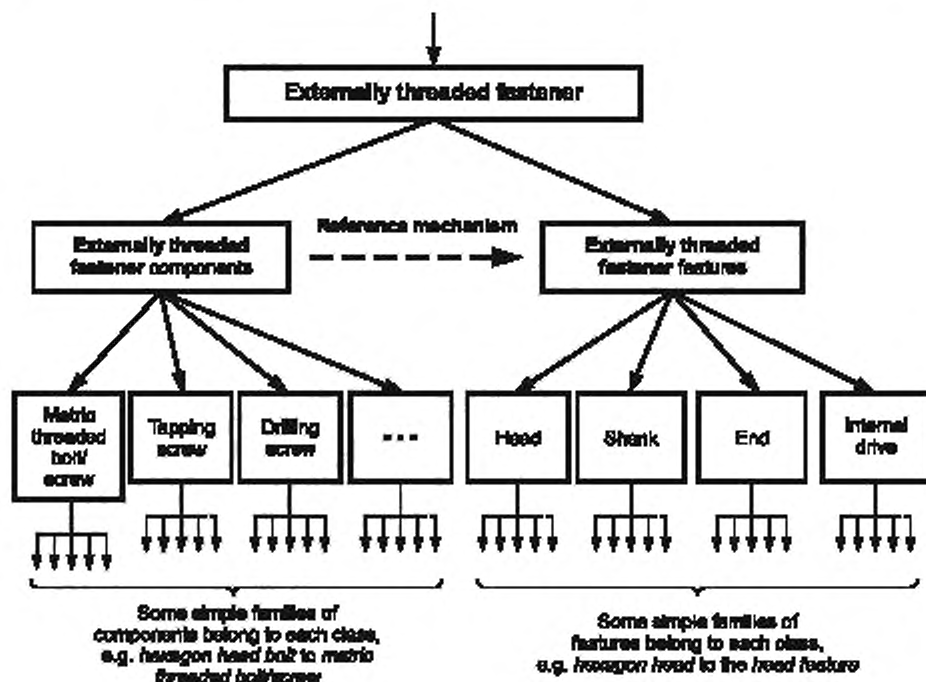 Externally threaded fastener
Reference mechanism
Externally threaded
fastener components
Externally threaded
fastener features
Metric
threaded
bolt/
screw
Tapping
screw
Drilling
screw
...
Head
Shank
End
Internal
drive
Some simple families of
components belong to each class,
e.g. hexagon head bolt to metric
threaded bolt/screw
Some simple families of
features belong to each class,
e.g. hexagon head to the head feature